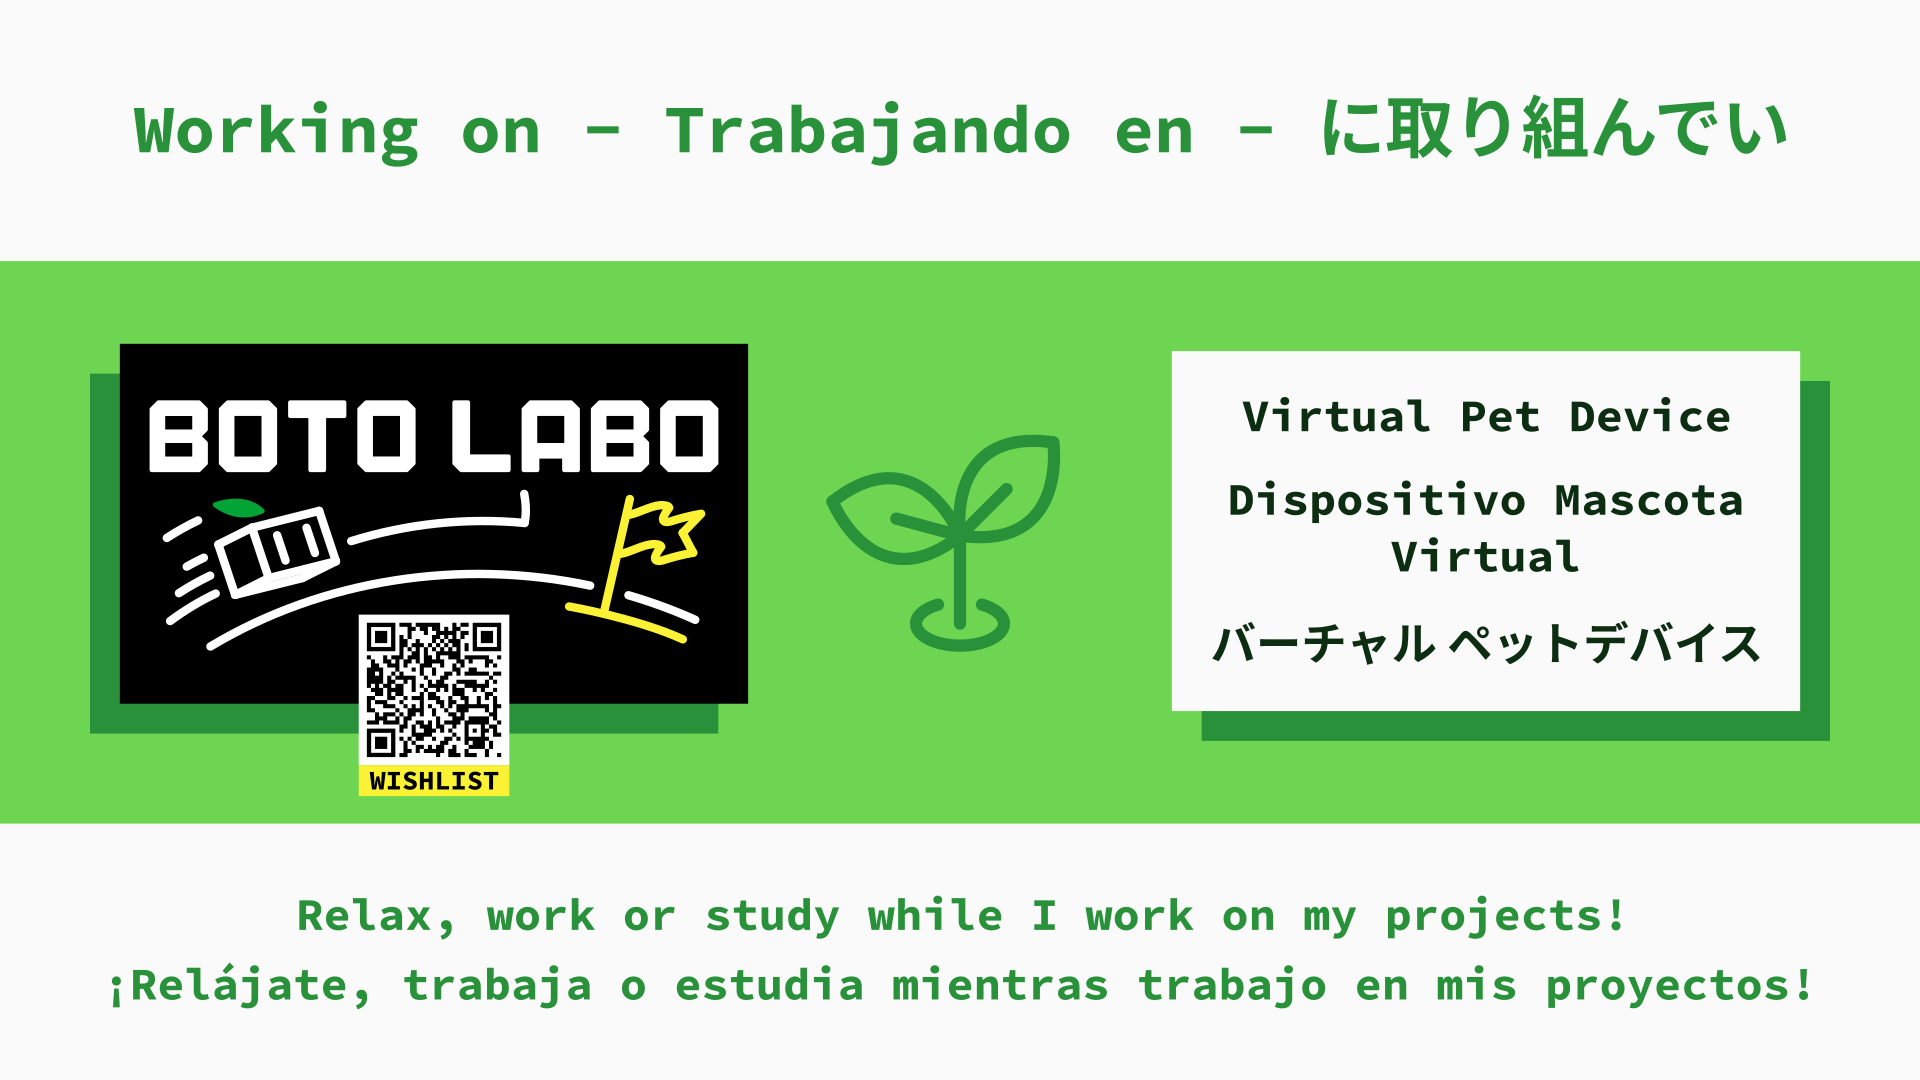 Working on - Trabajando en - に取り組んでい
BOTO LABO
WISHLIST
Virtual Pet Device
Dispositivo Mascota
Virtual
バーチャル ペットデバイス
Relax, work or study while I work on my projects!
¡Relájate, trabaja o estudia mientras trabajo en mis proyectos!